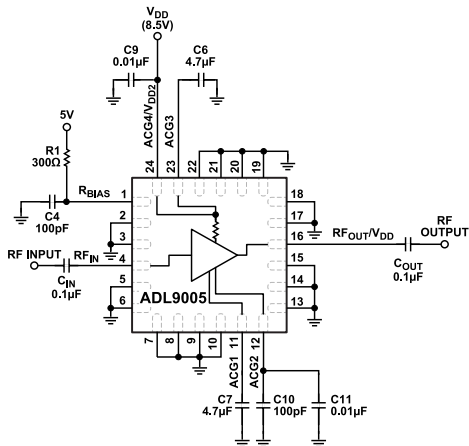 VDD
(8.5V)
C9
0.01µF
C6
4.7µF
ACG4/VDD2
ACG3
5V
R1
300Ω
24
23
22
21
20
19
RBIAS
C4
100pF
1
2
3
4
5
6
18
17
16
15
14
13
RF INPUT
RFIN
CIN
0.1µF
RFOUT/VDD
RF
OUTPUT
COUT
0.1µF
ADL9005
7
8
9
10
11
12
ACG1
ACG2
C7
4.7µF
C10
100pF
C11
0.01µF